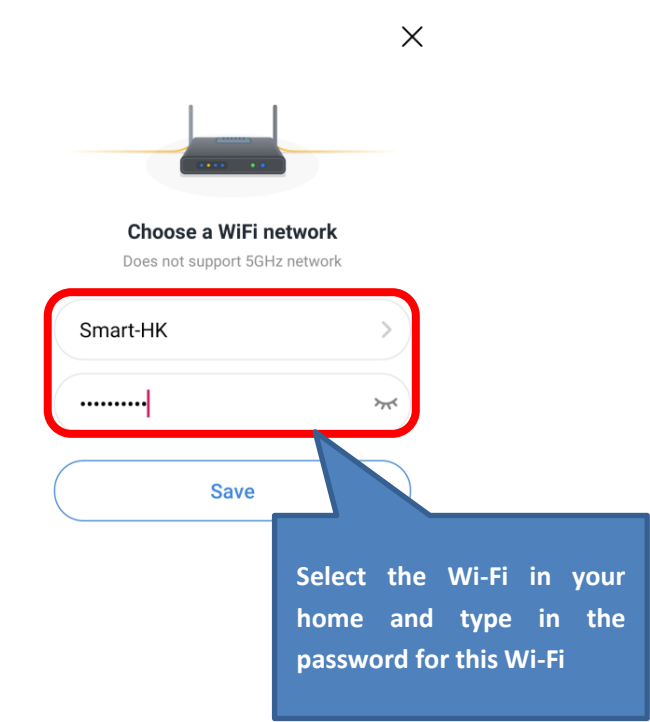 Choose a WiFi network
Does not support 5GHz network
Smart-HK
••••••••••
Save
Select the Wi-Fi in your
home and type in the
password for this Wi-Fi